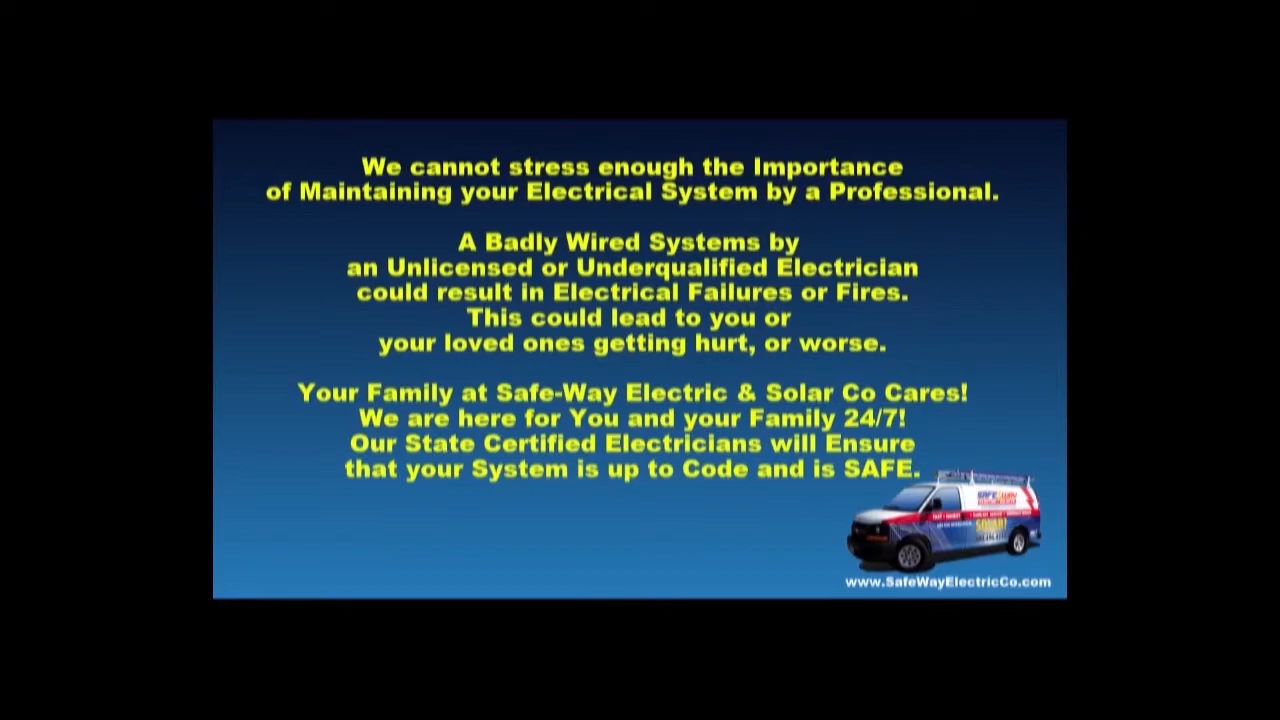 We cannot stress enough the Importance
of Maintaining your Electrical System by a Professional.
A Badly Wired Systems by
an Unlicensed or Underqualified Electrician
could result in Electrical Failures or Fires.
This could lead to you or
your loved ones getting hurt, or worse.
Your Family at Safe-Way Electric & Solar Co Cares!
We are here for You and your Family 24/7!
Our State Certified Electricians will Ensure
that your System is up to Code and is SAFE.
SAFE WAY
SOLAR!
www.SafeWayElectricCo.com